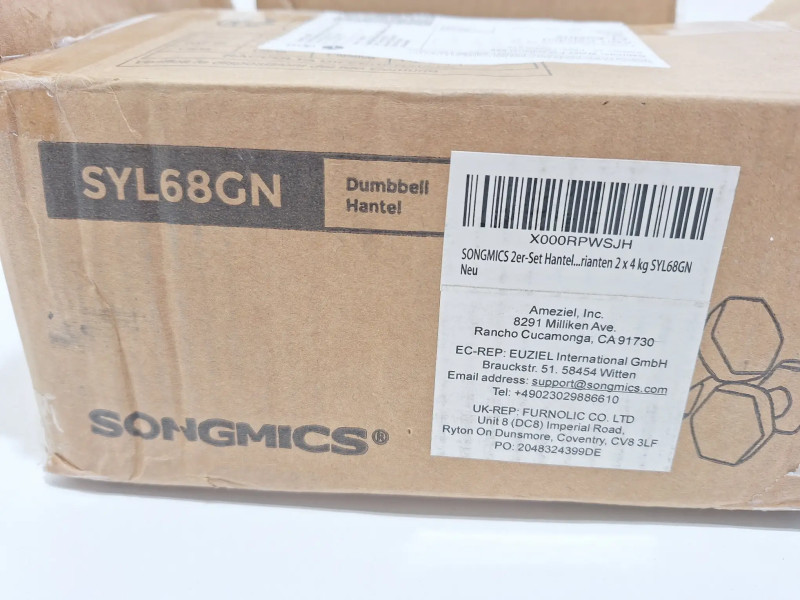 SYL68GN
Dumbbell
Hantel
X000RPWSJH
SONGMICS 2er-Set Hantel...rianten 2 x 4 kg SYL68GN
Neu
Ameziel, Inc.
8291 Milliken Ave.
Rancho Cucamonga, CA 91730
EC-REP: EUZIEL International GmbH
Brauckstr. 51. 58454 Witten
Email address: support@songmics.com
Tel: +49023029886610
UK-REP: FURNOLIC CO. LTD
Unit 8 (DC8) Imperial Road,
Ryton On Dunsmore, Coventry, CV8 3LF
PO: 2048324399DE
SONGMICS®